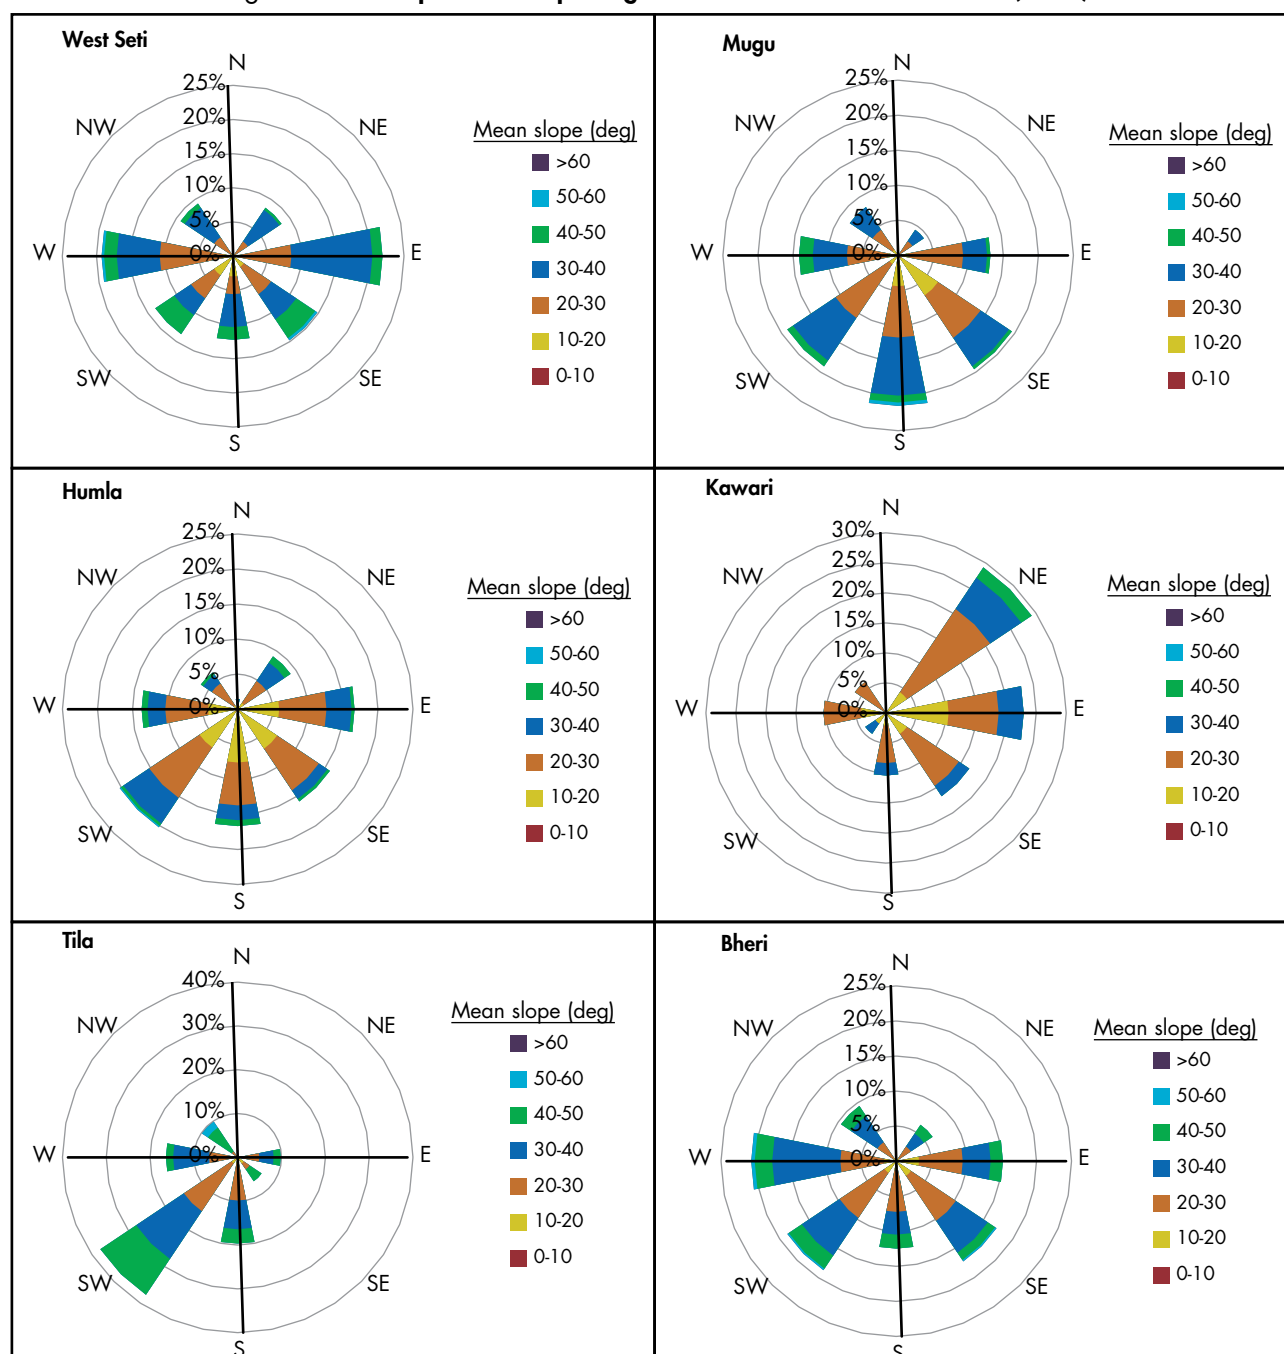 West Seti
N
25%
20%
15%
10%
5%
0%
NW
NE
W
E
SW
SE
S
Mean slope (deg)
>60
50-60
40-50
30-40
20-30
10-20
0-10
Mugu
N
25%
20%
15%
10%
5%
0%
NW
NE
W
E
SW
SE
S
Mean slope (deg)
>60
50-60
40-50
30-40
20-30
10-20
0-10
Humla
N
25%
20%
15%
10%
5%
0%
NW
NE
W
E
SW
SE
S
Mean slope (deg)
>60
50-60
40-50
30-40
20-30
10-20
0-10
Kawari
N
30%
25%
20%
15%
10%
5%
0%
NW
NE
W
E
SW
SE
S
Mean slope (deg)
>60
50-60
40-50
30-40
20-30
10-20
0-10
Tila
N
40%
30%
20%
10%
0%
NW
NE
W
E
SW
SE
S
Mean slope (deg)
>60
50-60
40-50
30-40
20-30
10-20
0-10
Bheri
N
25%
20%
15%
10%
5%
0%
NW
NE
W
E
SW
SE
S
Mean slope (deg)
>60
50-60
40-50
30-40
20-30
10-20
0-10